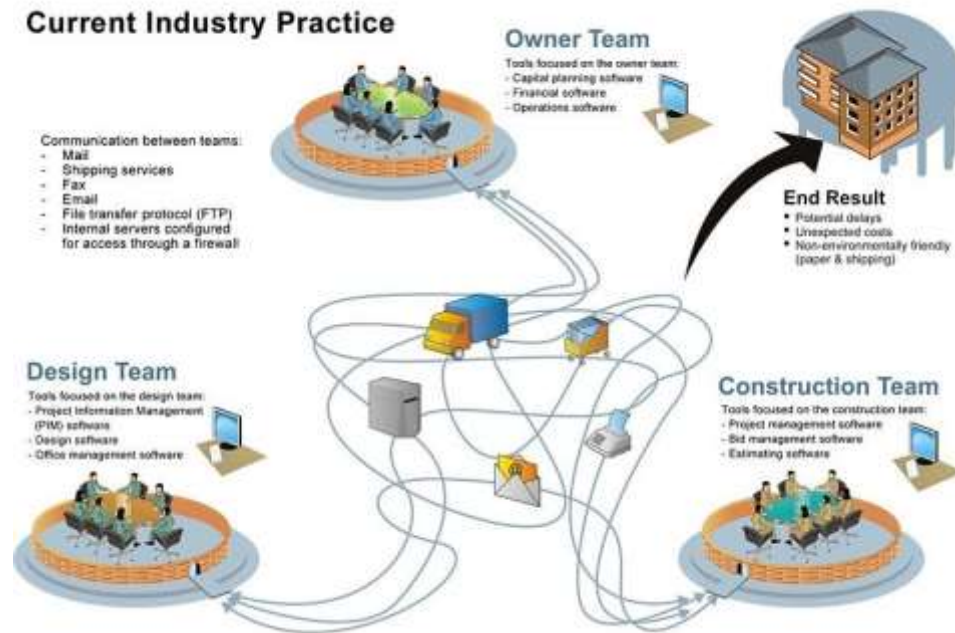 Current Industry Practice
Owner Team
Tools focused on the owner team:
- Capital planning software
- Financial software
- Operations software
Communication between teams:
- Mail
- Shipping services
- Fax
- Email
- File transfer protocol (FTP)
- Internal servers configured
for access through a firewall
End Result
• Potential delays
• Unexpected costs
• Non-environmentally friendly
(paper & shipping)
Design Team
Tools focused on the design team:
- Project Information Management
(PIM) software
- Design software
- Office management software
Construction Team
Tools focused on the construction team:
- Project management software
- Bid management software
- Estimating software
@